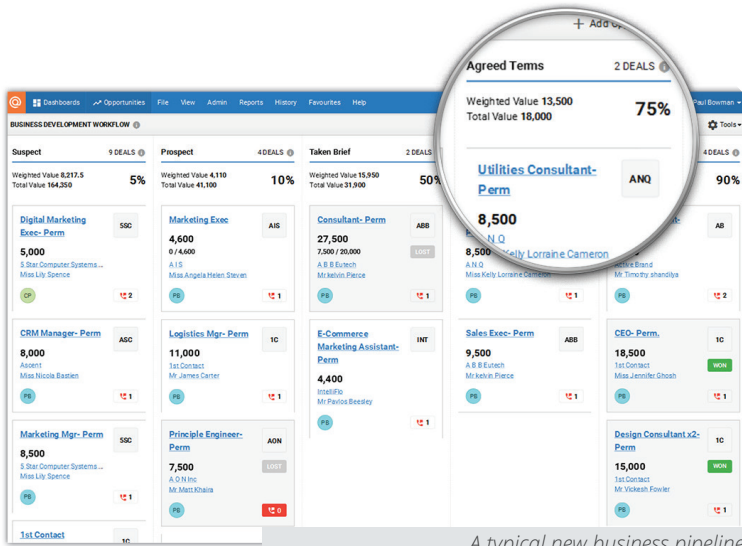 + Add Op
Agreed Terms 2 DEALS
Weighted Value 13,500
Total Value 18,000
75%
Utilities Consultant-
Perm
ANQ
8,500
A N Q
Kelly Lorraine Cameron
Dashboards Opportunities File View Admin Reports History Favourites Help Paul Bowman
BUSINESS DEVELOPMENT WORKFLOW Tools
Suspect 9 DEALS
Weighted Value 8,217.5
Total Value 164,350
5%
Digital Marketing
Exec- Perm
SSC
5,000
5 Star Computer Systems ...
Miss Lily Spence
CP 2
CRM Manager- Perm
ASC
8,000
Ascent
Miss Nicola Bastien
PB 1
Marketing Mgr- Perm
SSC
8,500
5 Star Computer Systems ...
Miss Lily Spence
PB 1
1st Contact
1C
Prospect 4 DEALS
Weighted Value 4,110
Total Value 41,100
10%
Marketing Exec
AIS
4,600
0 / 4,600
A I S
Miss Angela Helen Steven
PB 1
Logistics Mgr- Perm
1C
11,000
1st Contact
Mr James Carter
PB 1
Principle Engineer-
Perm
AON
7,500
LOST
A O N Inc
Mr Matt Khaira
PB 0
Taken Brief 2 DEALS
Weighted Value 15,950
Total Value 31,900
50%
Consultant- Perm
ABB
27,500
7,500 / 20,000
LOST
A B B Eutech
Mr kelvin Pierce
PB 1
E-Commerce
Marketing Assistant-
Perm
INT
4,400
IntelliFlo
Mr Pavlos Beesley
PB 1
8,500
A N Q
Miss Kelly Lorraine Cameron
PB 1
Sales Exec- Perm
ABB
9,500
A B B Eutech
Mr kelvin Pierce
PB 1
4 DEALS
90%
AB
Active Brand
Mr Timothy shandilya
PB 2
CEO- Perm.
1C
18,500
WON
1st Contact
Miss Jennifer Ghosh
PB 1
Design Consultant x2-
Perm
1C
15,000
WON
1st Contact
Mr Vickesh Fowler
PB 1
A typical new business pipeline